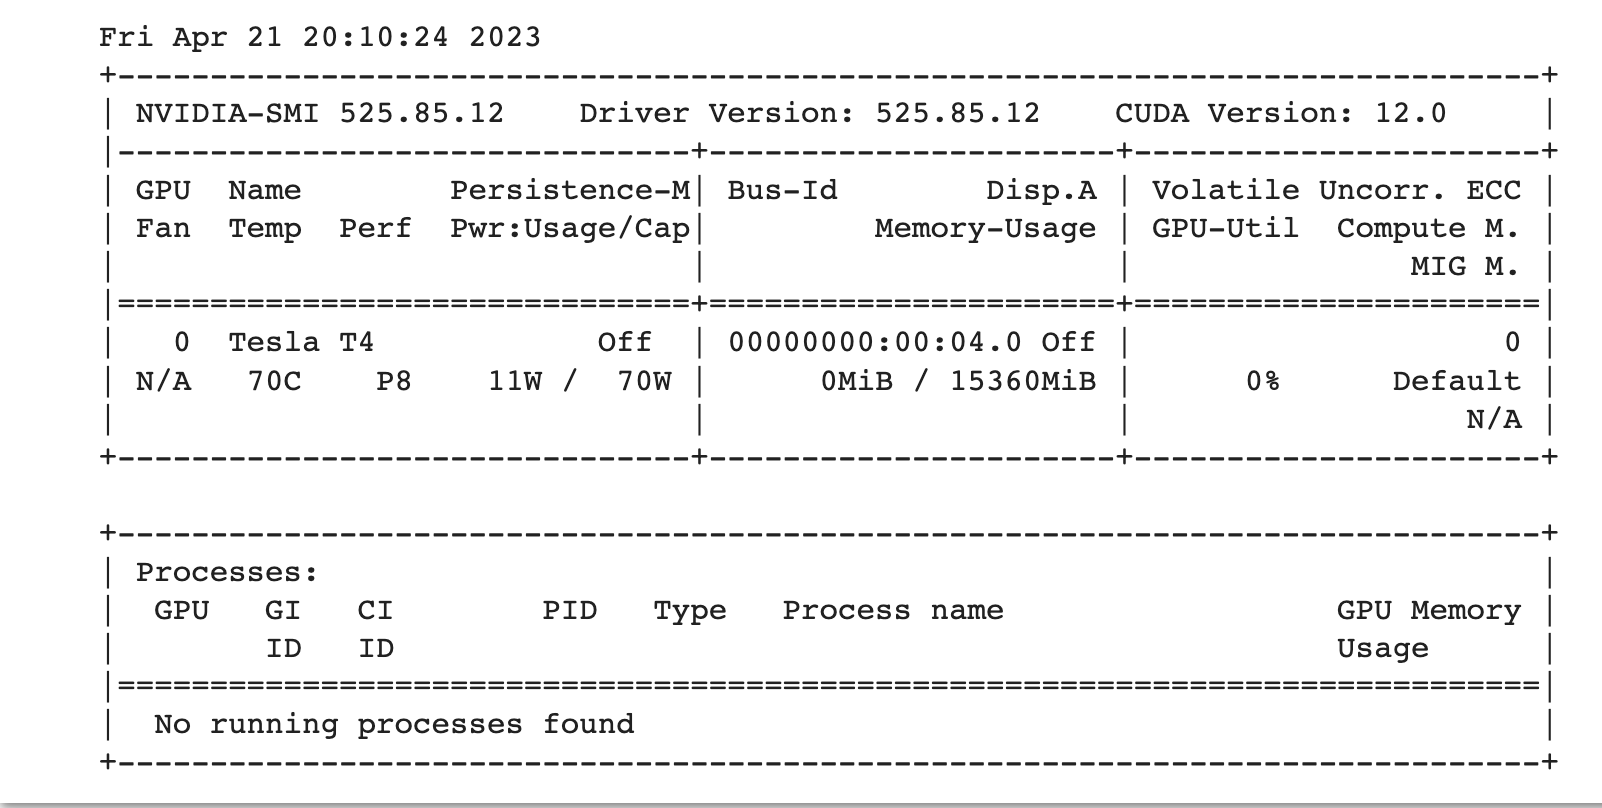 Fri Apr 21 20:10:24 2023
+-----------------------------------------------------------------------------+
| NVIDIA-SMI 525.85.12    Driver Version: 525.85.12    CUDA Version: 12.0     |
|-------------------------------+----------------------+----------------------+
| GPU  Name        Persistence-M| Bus-Id        Disp.A | Volatile Uncorr. ECC |
| Fan  Temp  Perf  Pwr:Usage/Cap|         Memory-Usage | GPU-Util  Compute M. |
|                               |                      |               MIG M. |
|===============================+======================+======================|
|   0  Tesla T4            Off  | 00000000:00:04.0 Off |                    0 |
| N/A   70C    P8    11W /  70W |      0MiB / 15360MiB |      0%      Default |
|                               |                      |                  N/A |
+-------------------------------+----------------------+----------------------+

+-----------------------------------------------------------------------------+
| Processes:                                                                  |
|  GPU   GI   CI        PID   Type   Process name                  GPU Memory |
|        ID   ID                                                   Usage      |
|=============================================================================|
|  No running processes found                                                 |
+-----------------------------------------------------------------------------+